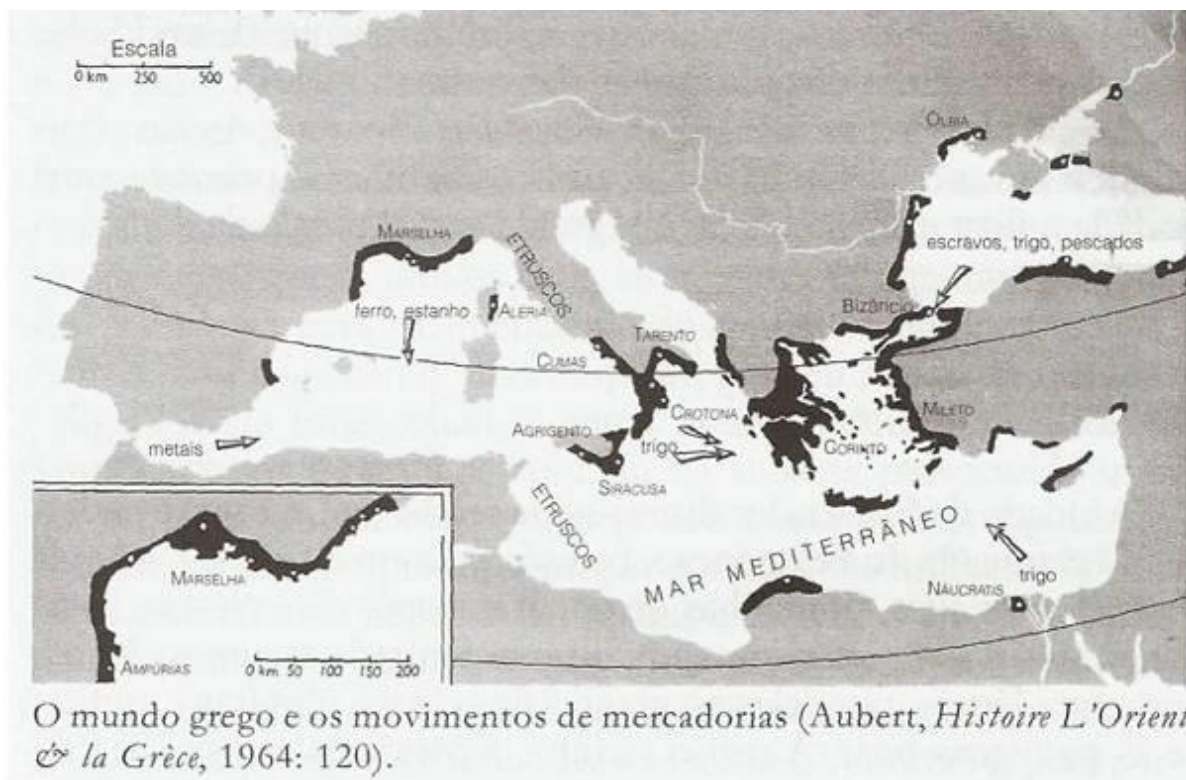 Escala
0 km 250 500
OLBIA
MARSELHA
ETRUSCOS
escravos, trigo, pescados
BIZÂNCIO
ferro, estanho
ALERIA
TARENTO
CUMAS
CROTONA
MILETO
AGRIGENTO
metais
trigo
CORINTO
SIRACUSA
ETRUSCOS
MAR MEDITERRÂNEO
trigo
NAUCRATIS
MARSELHA
AMPÚRIAS
0 km 50 100 150 200
O mundo grego e os movimentos de mercadorias (Aubert, Histoire L'Orient
& la Grèce, 1964: 120).